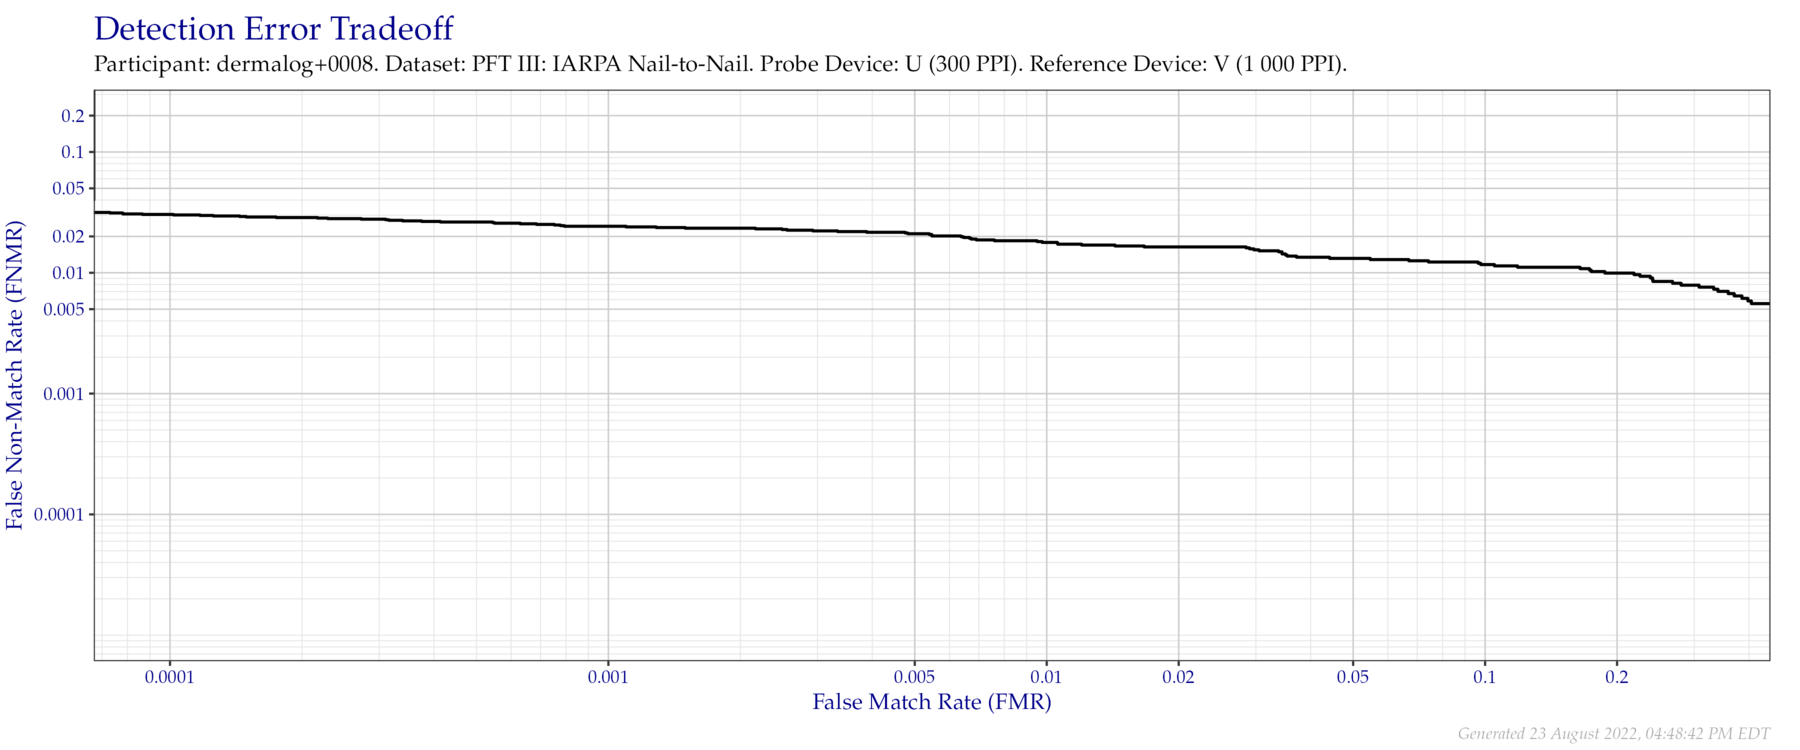 Detection Error Tradeoff
Participant: dermalog+0008. Dataset: PFT III: IARPA Nail-to-Nail. Probe Device: U (300 PPI). Reference Device: V (1 000 PPI).
False Non-Match Rate (FNMR)
0.2
0.1
0.05
0.02
0.01
0.005
0.001
0.0001
0.0001 0.001 0.005 0.01 0.02 0.05 0.1 0.2
False Match Rate (FMR)
Generated 23 August 2022, 04:48:42 PM EDT